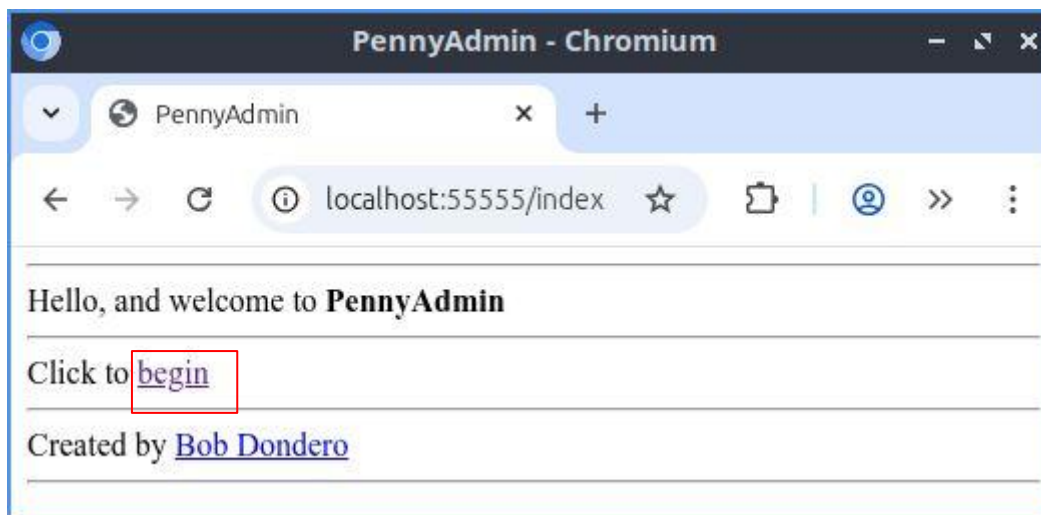 PennyAdmin - Chromium
PennyAdmin
localhost:55555/index
Hello, and welcome to PennyAdmin
Click to begin
Created by Bob Dondero